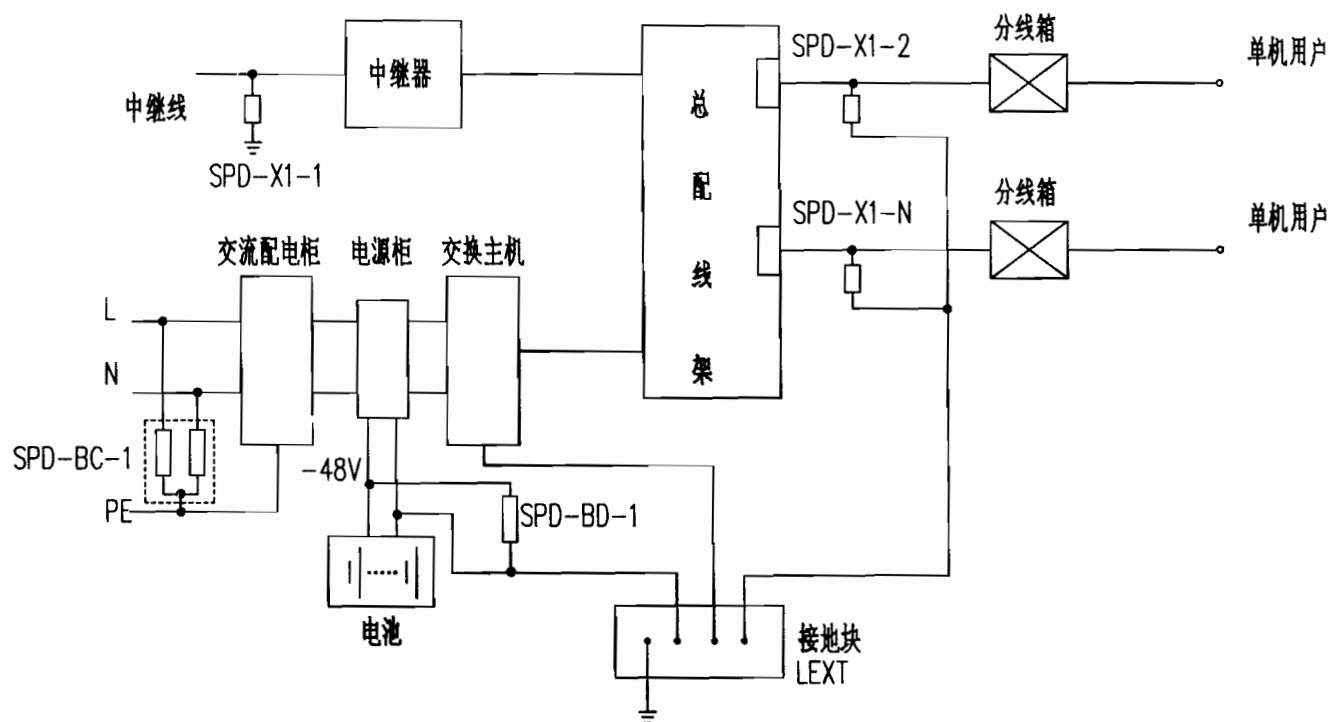 分线箱
单机用户
SPD-X1-2
中继器
中继线
总配线架
SPD-X1-1
分线箱
单机用户
SPD-X1-N
交流配电柜
电源柜
交换主机
L
N
SPD-BC-1
-48V
PE
SPD-BD-1
电池
接地块
LEXT